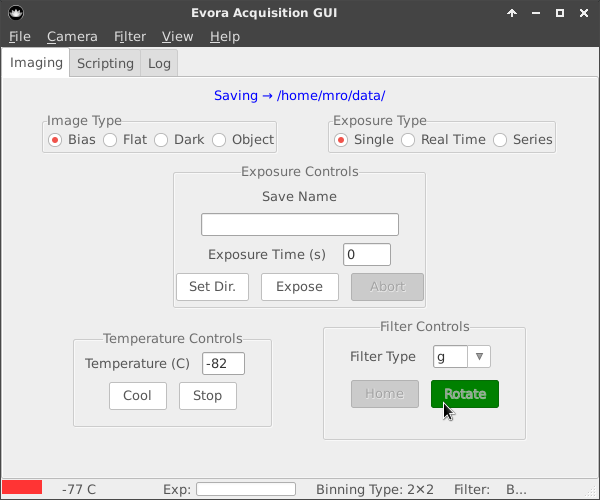 Evora Acquisition GUI
File Camera Filter View Help
Imaging Scripting Log
Saving → /home/mro/data/
Image Type Exposure Type
Bias Flat Dark Object Single Real Time Series
Exposure Controls
Save Name
Exposure Time (s) 0
Set Dir. Expose Abort
Temperature Controls Filter Controls
Temperature (C) -82 Filter Type g
Cool Stop Home Rotate
-77 C Exp: Binning Type: 2×2 Filter: B...